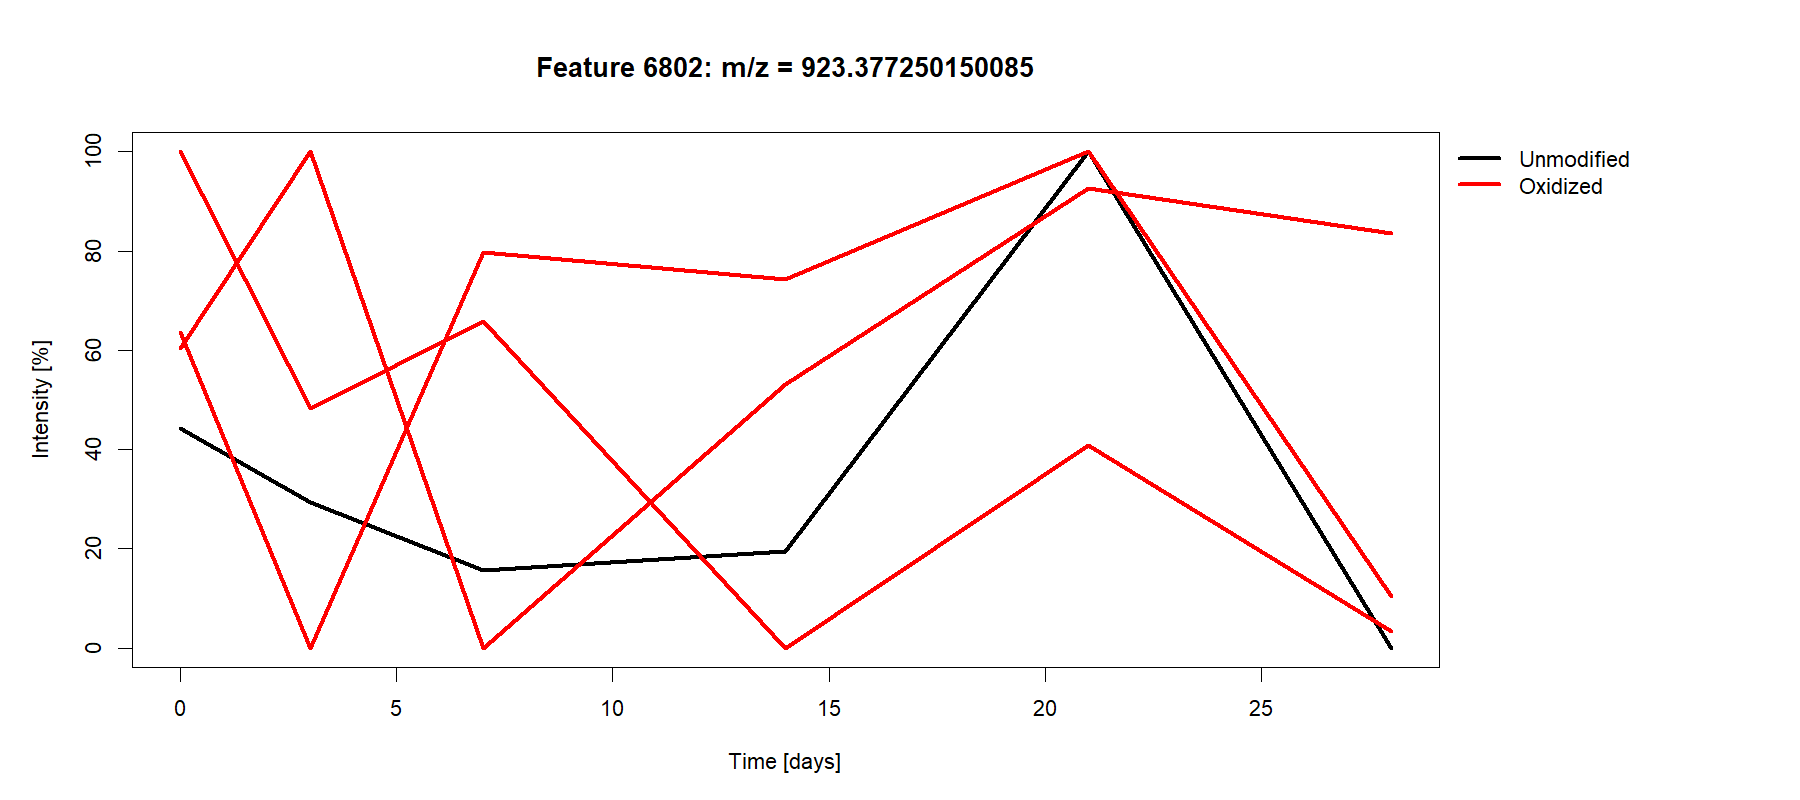 Feature 6802: m/z = 923.377250150085
Unmodified
Oxidized
Intensity [%]
100
80
60
40
20
0
0 5 10 15 20 25
Time [days]